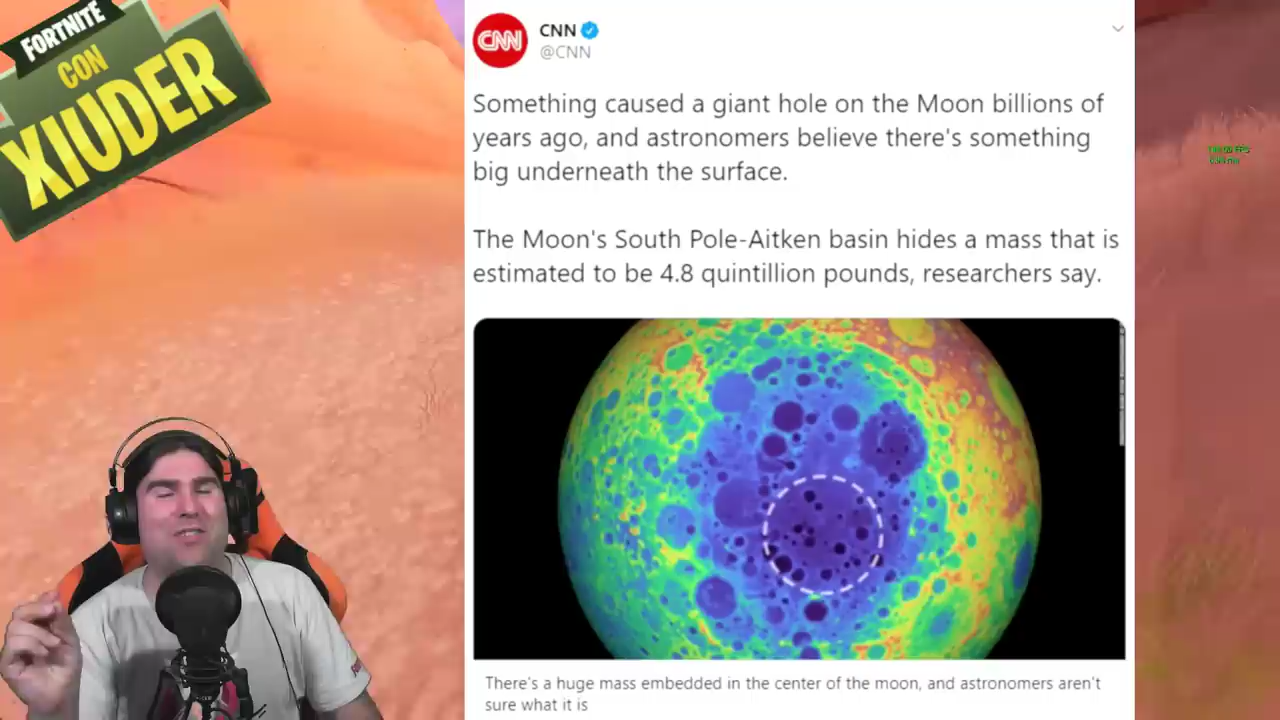 FORTNITE
CON
XIUDER
CNN
CNN
@CNN
Something caused a giant hole on the Moon billions of
years ago, and astronomers believe there's something
big underneath the surface.
The Moon's South Pole-Aitken basin hides a mass that is
estimated to be 4.8 quintillion pounds, researchers say.
There's a huge mass embedded in the center of the moon, and astronomers aren't
sure what it is